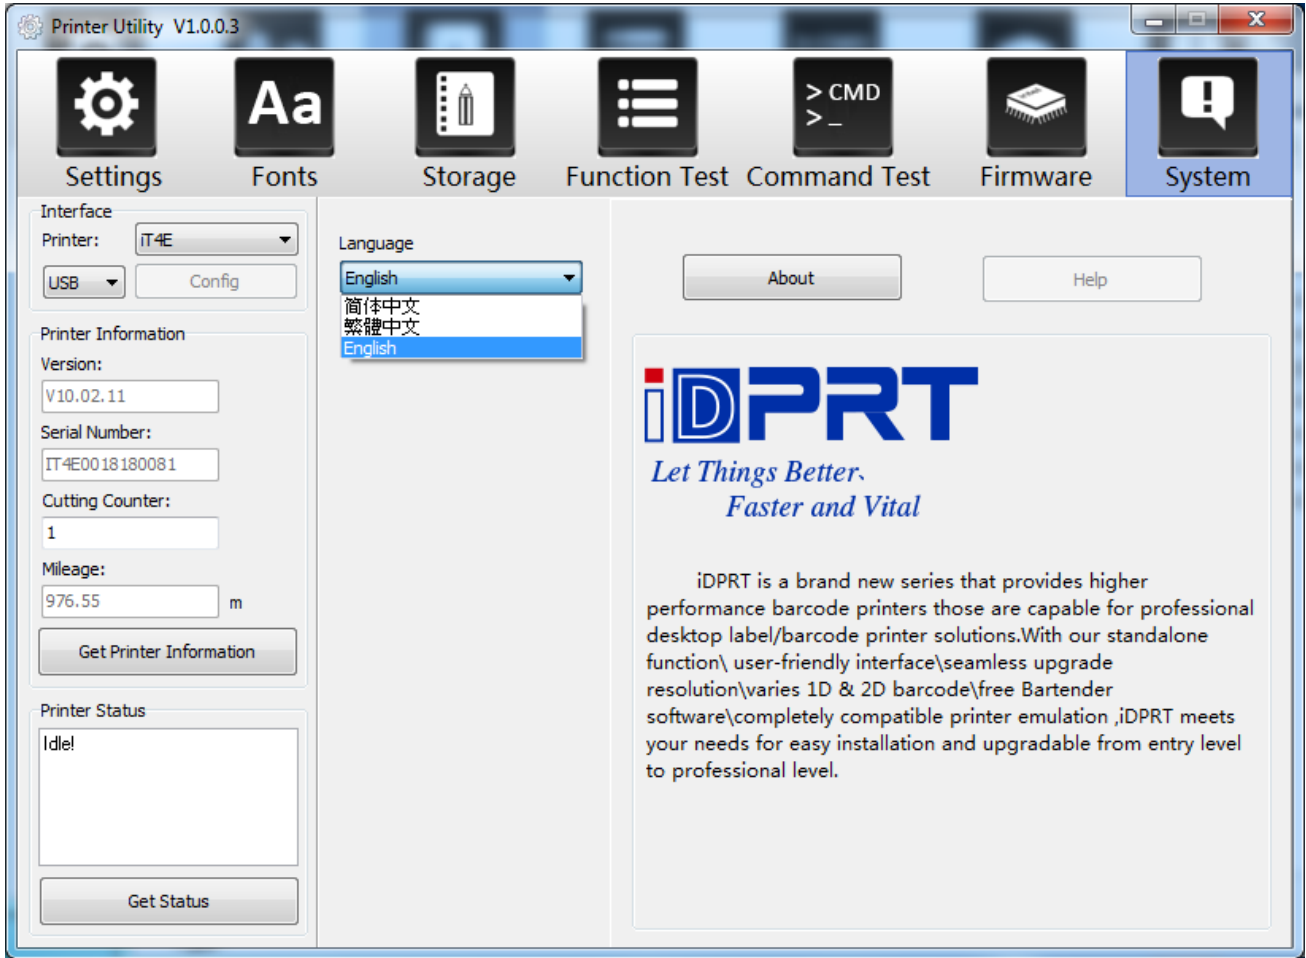 Printer Utility V1.0.0.3
Aa
> CMD
>_
Settings
Fonts
Storage
Function Test
Command Test
Firmware
System
Interface
Printer: iT4E
USB Config
Printer Information
Version:
V10.02.11
Serial Number:
IT4E0018180081
Cutting Counter:
1
Mileage:
976.55 m
Get Printer Information
Printer Status
Idle!
Get Status
Language
English
简体中文
繁體中文
English
About
Help
iDPRT
Let Things Better、
Faster and Vital
iDPRT is a brand new series that provides high
performance barcode printers those are capable for professional
desktop label/barcode printer solutions.With our standalone
function\ user-friendly interface\seamless upgrade
resolution\varies 1D & 2D barcode\free Bartender
software\completely compatible printer emulation ,iDPRT meets
your needs for easy installation and upgradable from entry level
to professional level.